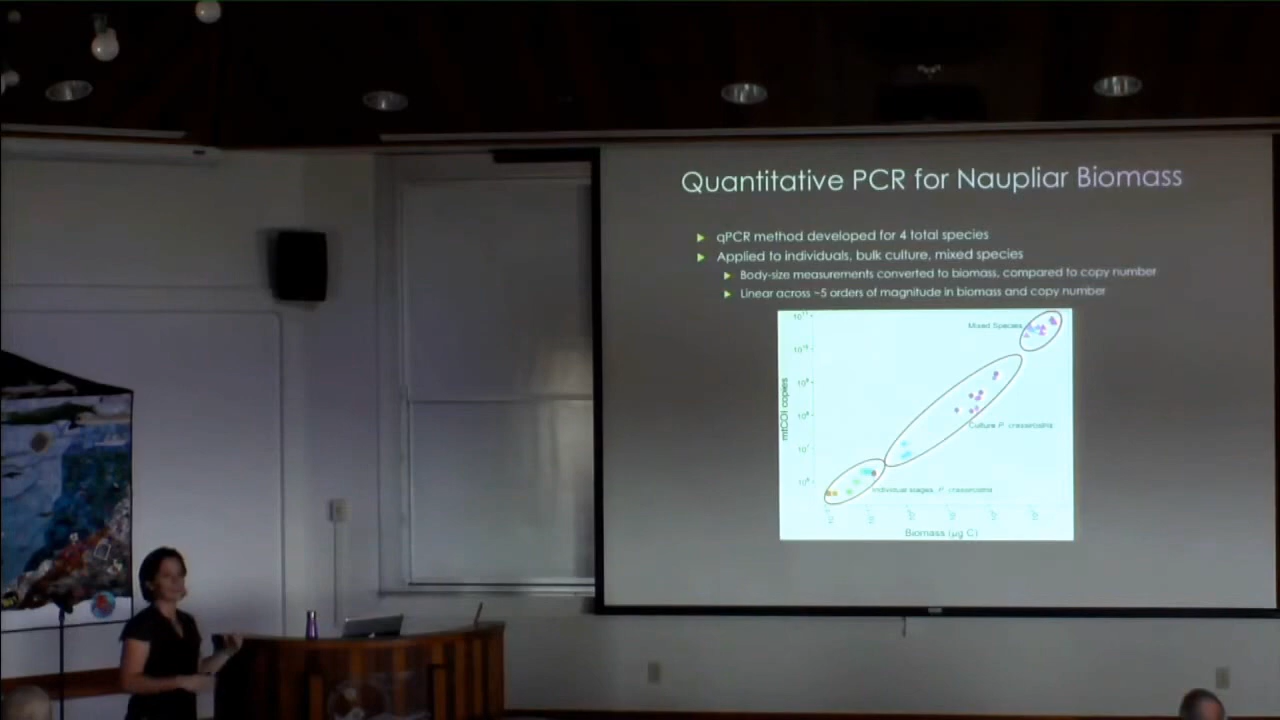 Quantitative PCR for Naupliar Biomass
qPCR method developed for 4 total species
Applied to individuals, bulk culture, mixed species
Body-size measurements converted to biomass, compared to copy number
Linear across ~5 orders of magnitude in biomass and copy number
Mixed Species
mtCOI copies
Culture P. crassirostris
Individual stages, P. crassirostris
Biomass (µg C)